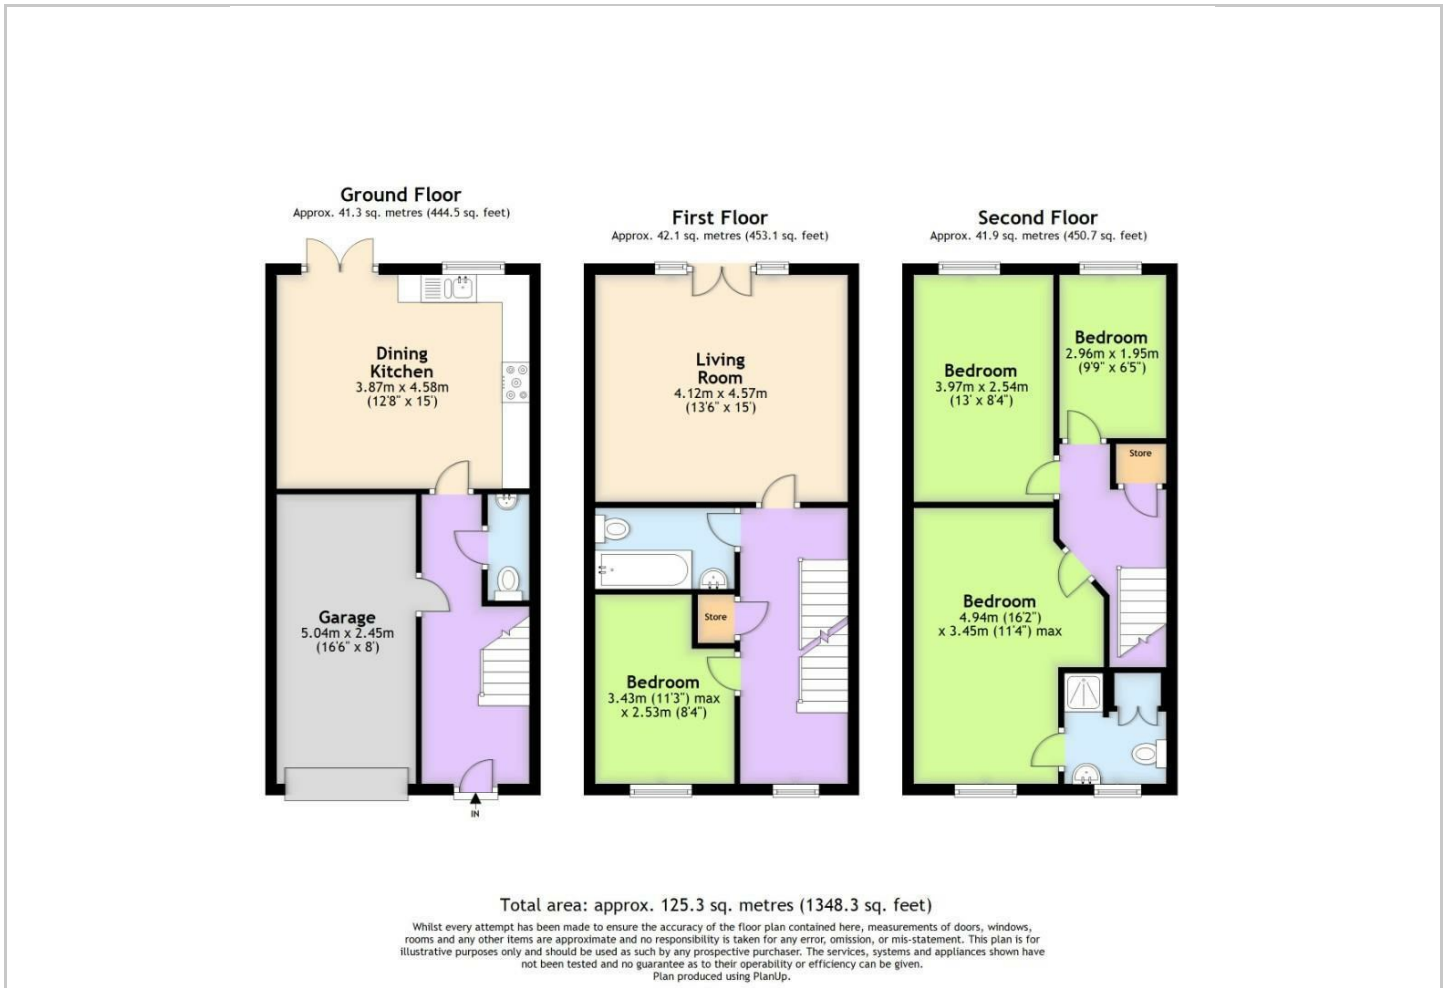 Ground Floor
Approx. 41.3 sq. metres (444.5 sq. feet)
Dining
Kitchen
3.87m x 4.58m
(12'8" x 15')
Garage
5.04m x 2.45m
(16'6" x 8')
IN
First Floor
Approx. 42.1 sq. metres (453.1 sq. feet)
Living
Room
4.12m x 4.57m
(13'6" x 15')
Store
Bedroom
3.43m (11'3") max
x 2.53m (8'4")
Second Floor
Approx. 41.9 sq. metres (450.7 sq. feet)
Bedroom
2.96m x 1.95m
(9'9" x 6'5")
Bedroom
3.97m x 2.54m
(13' x 8'4")
Store
Bedroom
4.94m (16'2")
x 3.45m (11'4") max
Total area: approx. 125.3 sq. metres (1348.3 sq. feet)
Whilst every attempt has been made to ensure the accuracy of the floor plan contained here, measurements of doors, windows,
rooms and any other items are approximate and no responsibility is taken for any error, omission, or mis-statement. This plan is for
illustrative purposes only and should be used as such by any prospective purchaser. The services, systems and appliances shown have
not been tested and no guarantee as to their operability or efficiency can be given.
Plan produced using PlanUp.